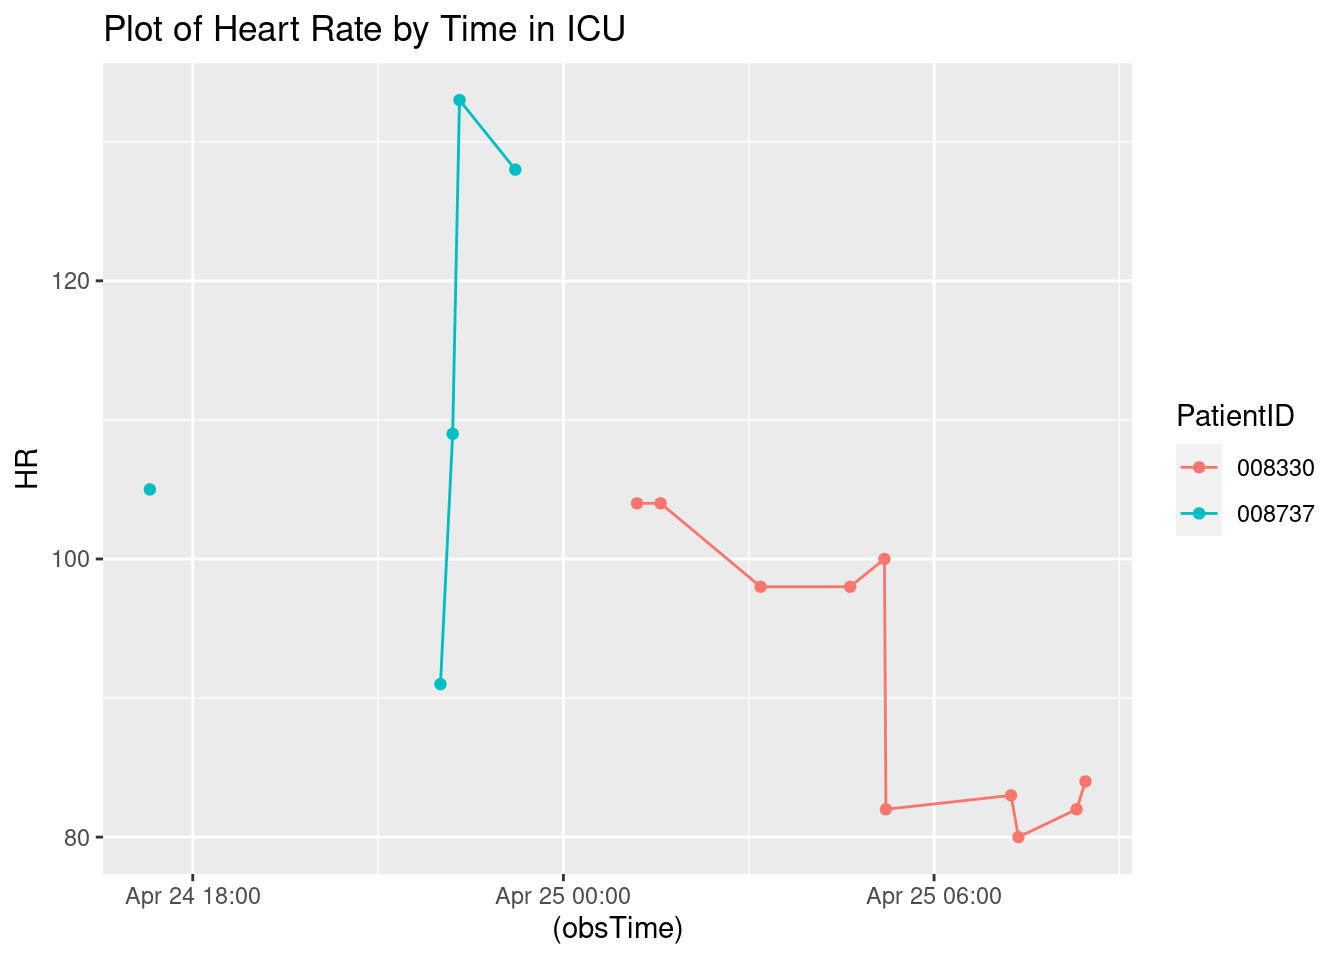 Plot of Heart Rate by Time in ICU
HR
120
100
80
Apr 24 18:00
Apr 25 00:00
Apr 25 06:00
(obsTime)
PatientID
008330
008737